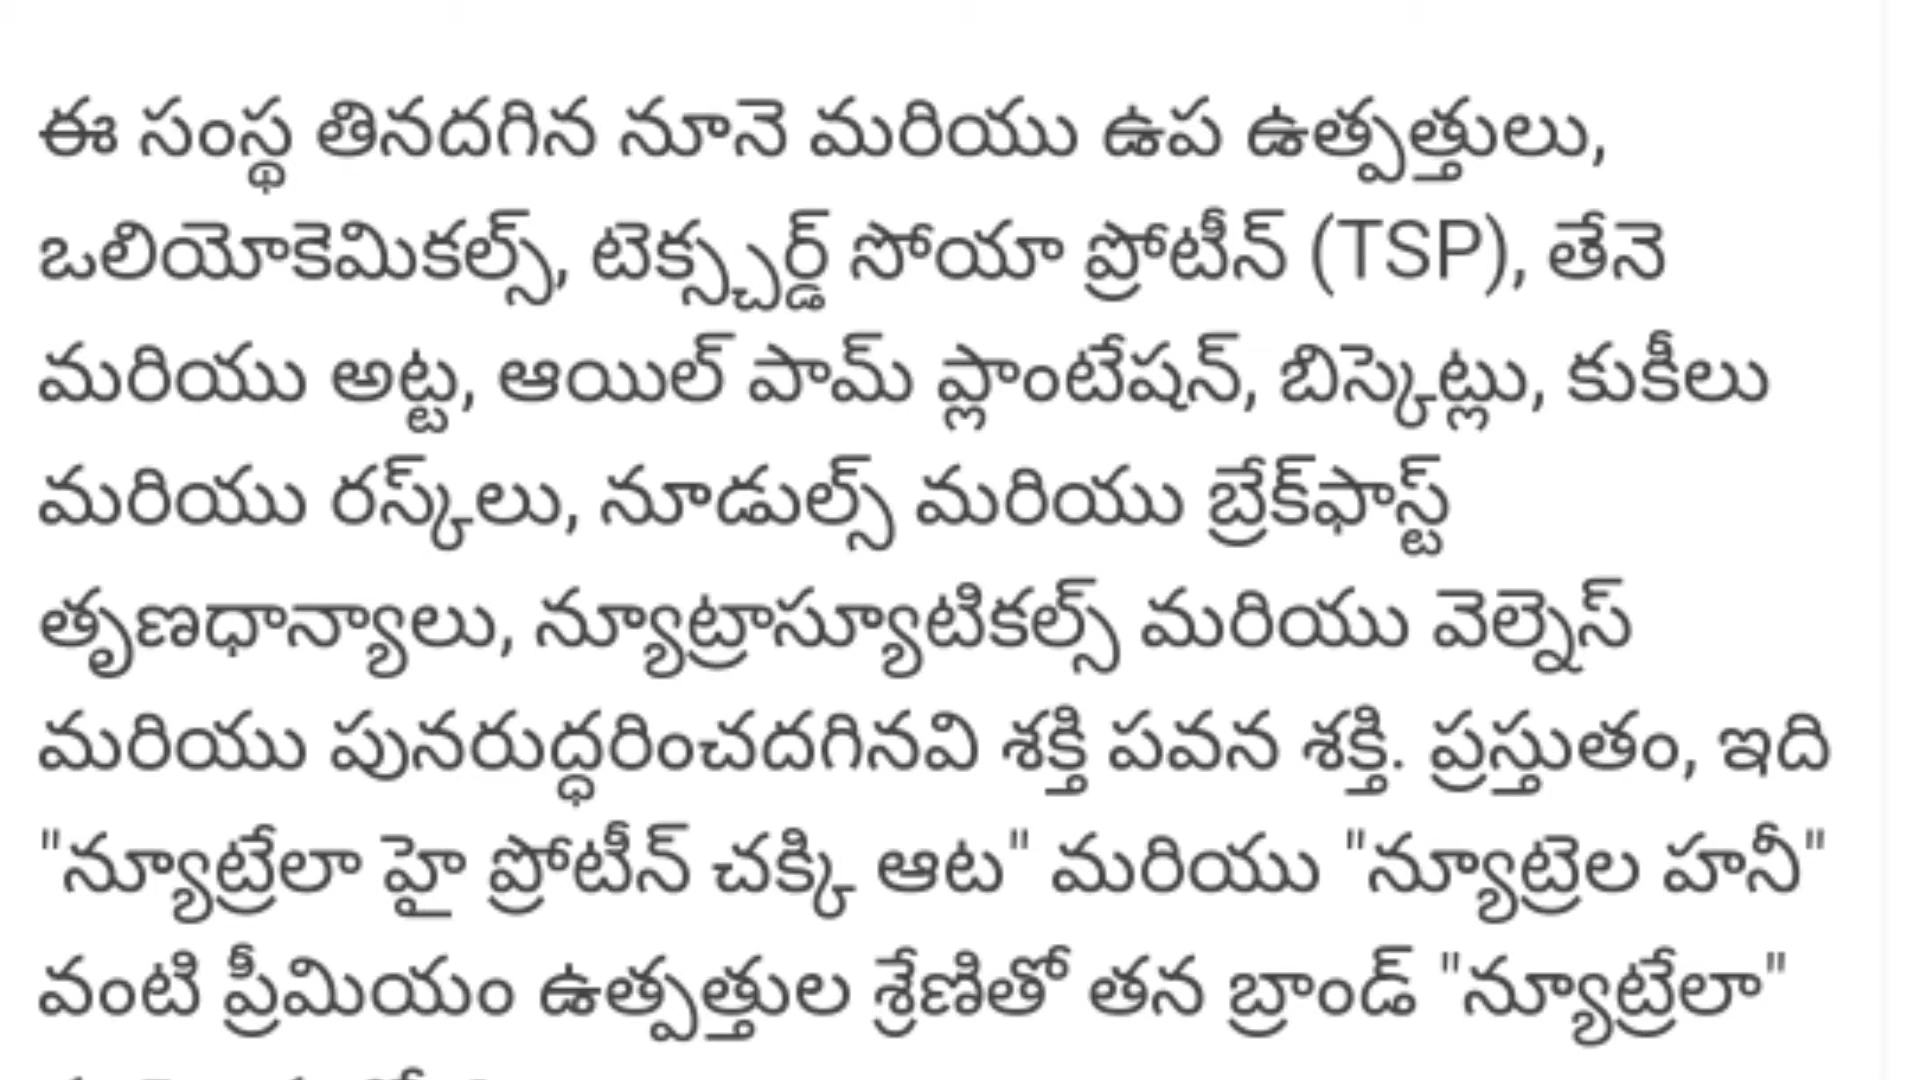 ఈ సంస్థ తినదగిన నూనె మరియు ఉప ఉత్పత్తులు,
ఒలియోకెమికల్స్, టెక్స్చర్డ్ సోయా ప్రోటీన్ (TSP), తేనె
మరియు అట్ట, ఆయిల్ పామ్ ప్లాంటేషన్, బిస్కెట్లు, కుకీలు
మరియు రస్క్‌లు, నూడుల్స్ మరియు బ్రేక్‌ఫాస్ట్
తృణధాన్యాలు, న్యూట్రాస్యూటికల్స్ మరియు వెల్నెస్
మరియు పునరుద్ధరించదగినవి శక్తి పవన శక్తి. ప్రస్తుతం, ఇది
"న్యూట్రేలా హై ప్రోటీన్ చక్కి ఆట" మరియు "న్యూట్రెల హనీ"
వంటి ప్రీమియం ఉత్పత్తుల శ్రేణితో తన బ్రాండ్ "న్యూట్రేలా"